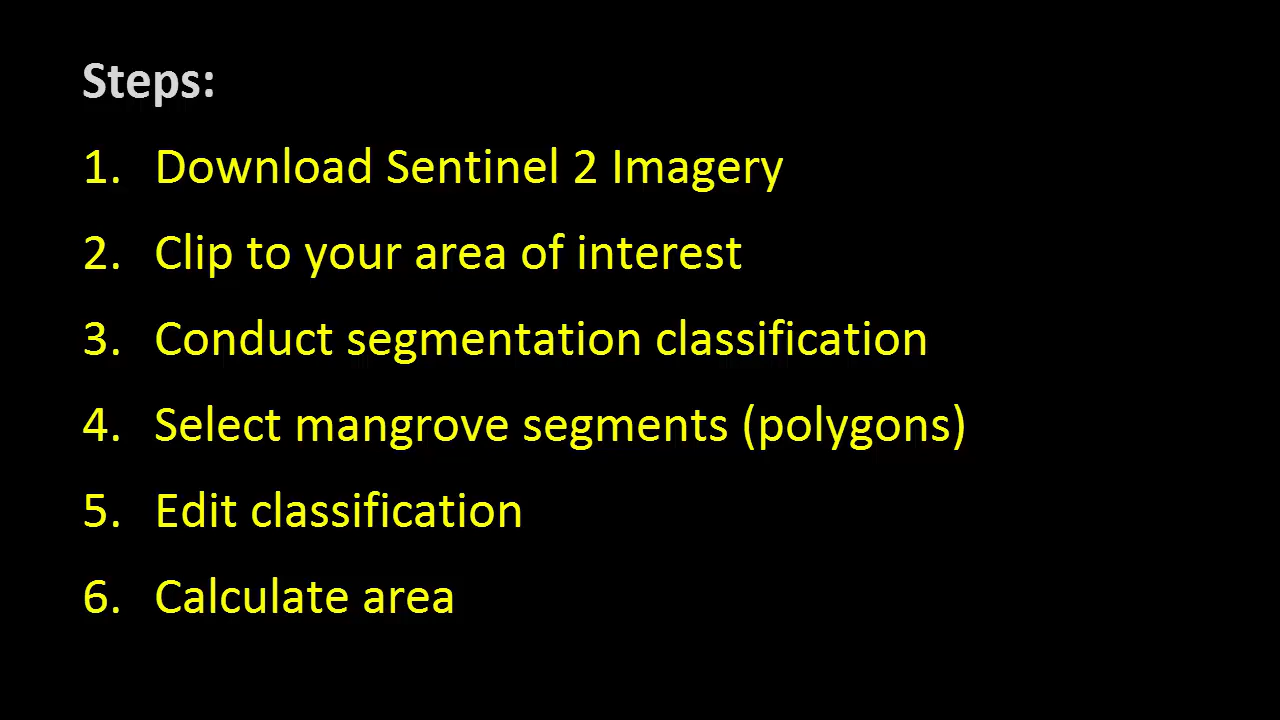 Steps:
1. Download Sentinel 2 Imagery
2. Clip to your area of interest
3. Conduct segmentation classification
4. Select mangrove segments (polygons)
5. Edit classification
6. Calculate area